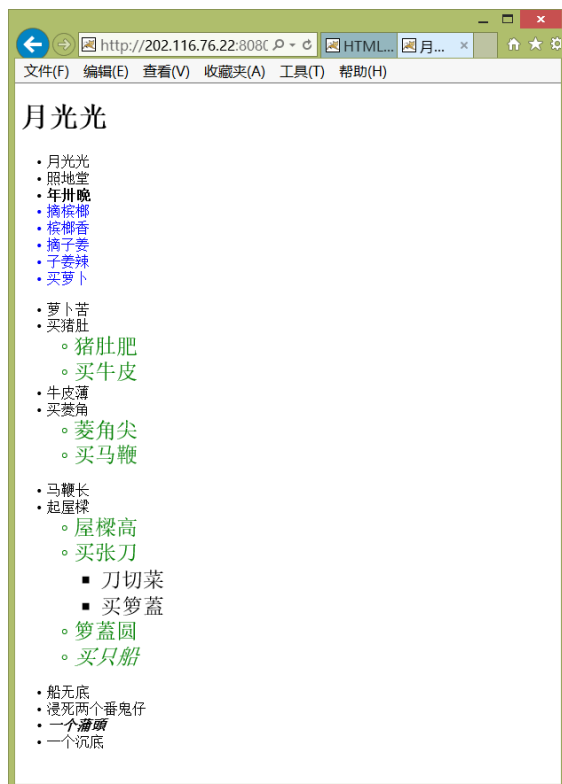 http://202.116.76.22:808
HTML...
月...
文件(F) 编辑(E) 查看(V) 收藏夹(A) 工具(T) 帮助(H)
月光光
• 月光光
• 照地堂
• 年卅晚
• 摘槟榔
• 槟榔香
• 摘子姜
• 子姜辣
• 买萝卜
• 萝卜苦
• 买猪肚
◦ 猪肚肥
◦ 买牛皮
• 牛皮薄
• 买菱角
◦ 菱角尖
◦ 买马鞭
• 马鞭长
• 起屋樑
◦ 屋樑高
◦ 买张刀
▪ 刀切菜
▪ 买箩蓋
◦ 箩蓋圆
◦ 买只船
• 船无底
• 浸死两个番鬼仔
• 一个蒲頭
• 一个沉底